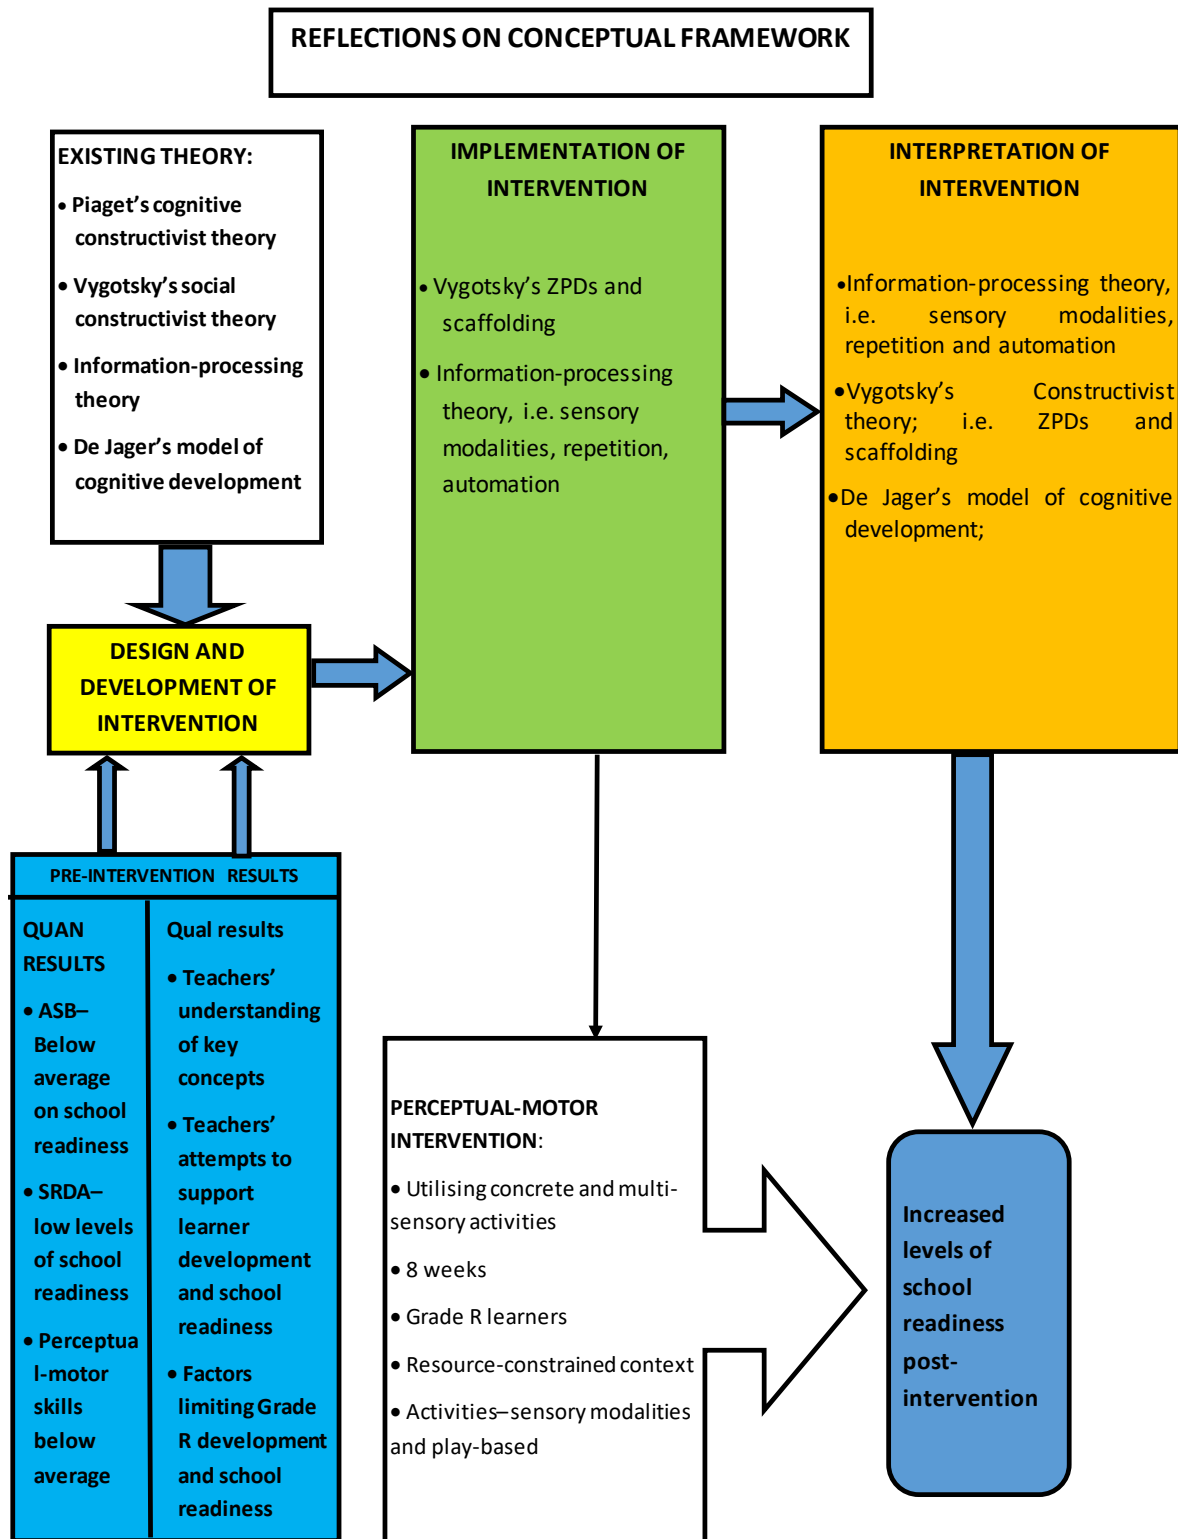 REFLECTIONS ON CONCEPTUAL FRAMEWORK
EXISTING THEORY:
• Piaget’s cognitive
constructivist theory
• Vygotsky’s social
constructivist theory
• Information-processing
theory
• De Jager’s model of
cognitive development
IMPLEMENTATION OF
INTERVENTION
• Vygotsky’s ZPDs and
scaffolding
• Information-processing
theory, i.e. sensory
modalities, repetition,
automation
INTERPRETATION OF
INTERVENTION
•Information-processing theory,
i.e. sensory modalities,
repetition and automation
•Vygotsky’s Constructivist
theory; i.e. ZPDs and
scaffolding
•De Jager’s model of cognitive
development;
DESIGN AND
DEVELOPMENT OF
INTERVENTION
PRE-INTERVENTION RESULTS
QUAN
RESULTS
• ASB–
Below
average
on school
readiness
• SRDA–
low levels
of school
readiness
• Perceptua
l-motor
skills
below
average
Qual results
• Teachers’
understanding
of key
concepts
• Teachers’
attempts to
support
learner
development
and school
readiness
• Factors
limiting Grade
R development
and school
readiness
PERCEPTUAL-MOTOR
INTERVENTION:
• Utilising concrete and multi-
sensory activities
• 8 weeks
• Grade R learners
• Resource-constrained context
• Activities–sensory modalities
and play-based
Increased
levels of
school
readiness
post-
intervention